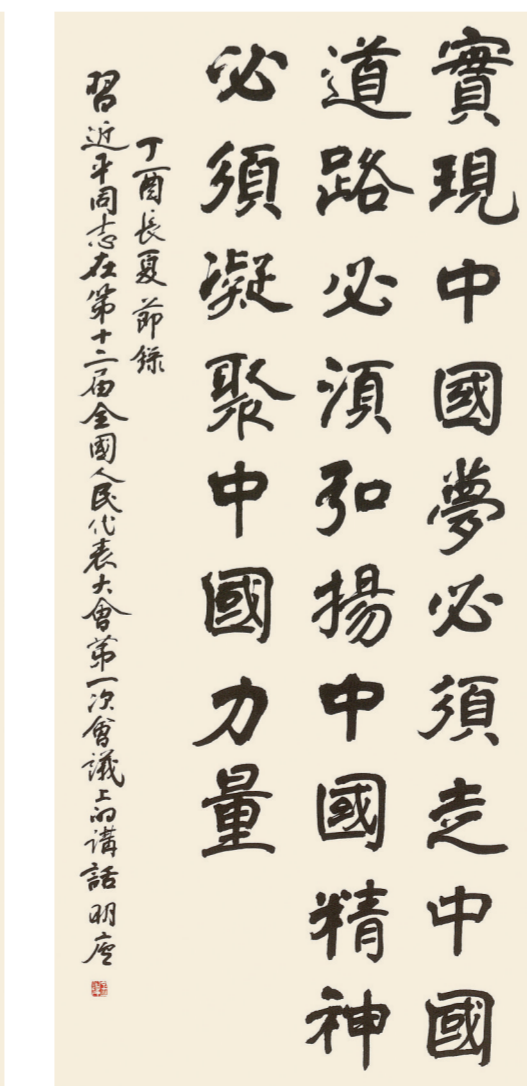 實現中國夢必須走中國
道路必須弘揚中國精神
必須凝聚中國力量
丁酉長夏節錄
習近平同志在第十二届全國人民代表大會第一次會議上的講話 明廬